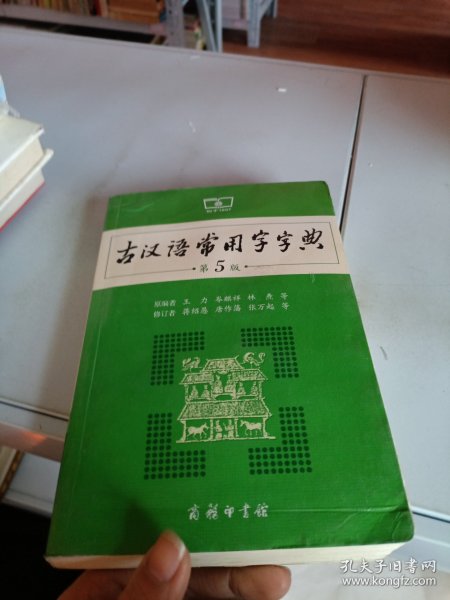 古汉语常用字字典
第5版
原编者 王力 岑麒祥 林焘 等
修订者 蒋绍愚 唐作藩 张万起 等
商务印书馆
孔夫子旧书网
www.kongfz.com